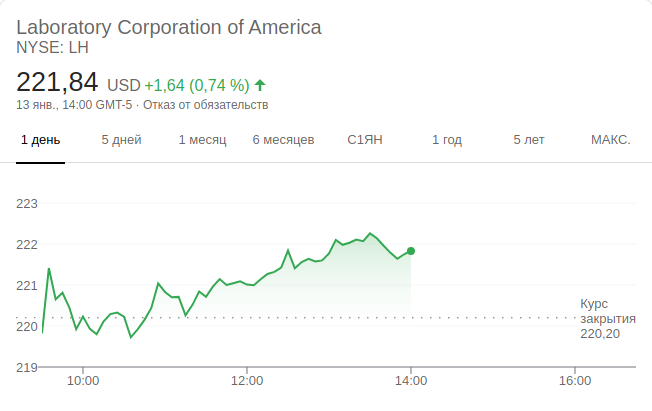 Laboratory Corporation of America
NYSE: LH
221,84 USD +1,64 (0,74 %)
13 янв., 14:00 GMT-5 · Отказ от обязательств
1 день 5 дней 1 месяц 6 месяцев С1ЯН 1 год 5 лет МАКС.
223
222
221
220
219
Курс
закрытия
220,20
10:00 12:00 14:00 16:00